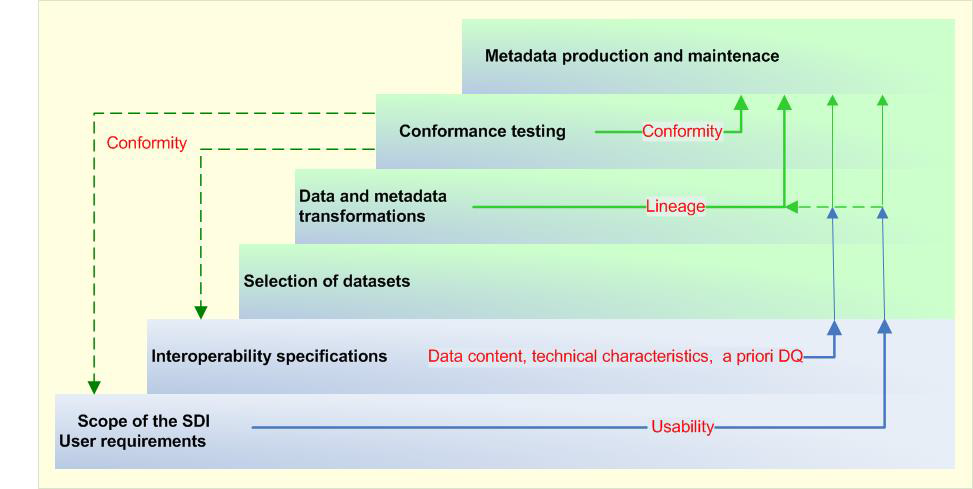 Metadata production and maintenace
Conformance testing
Conformity
Conformity
Data and metadata
transformations
Lineage
Selection of datasets
Interoperability specifications
Data content, technical characteristics, a priori DQ
Scope of the SDI
User requirements
Usability